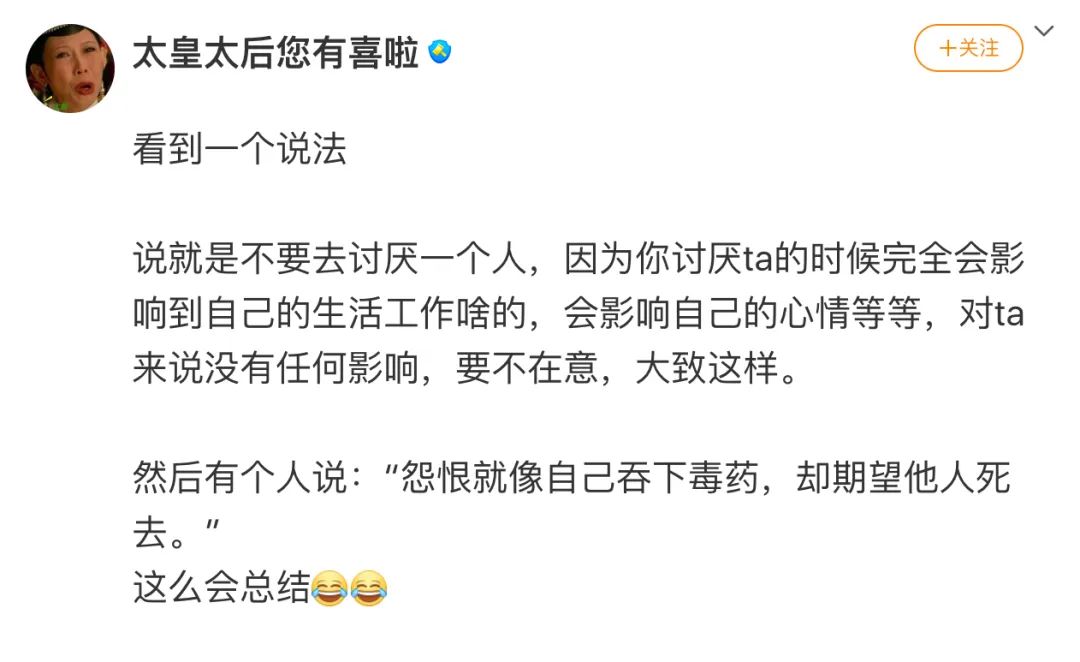 太皇太后您有喜啦
+关注
看到一个说法
说就是不要去讨厌一个人，因为你讨厌ta的时候完全会影
响到自己的生活工作啥的，会影响自己的心情等等，对ta
来说没有任何影响，要不在意，大致这样。
然后有个人说：“怨恨就像自己吞下毒药，却期望他人死
去。”
这么会总结😂😂